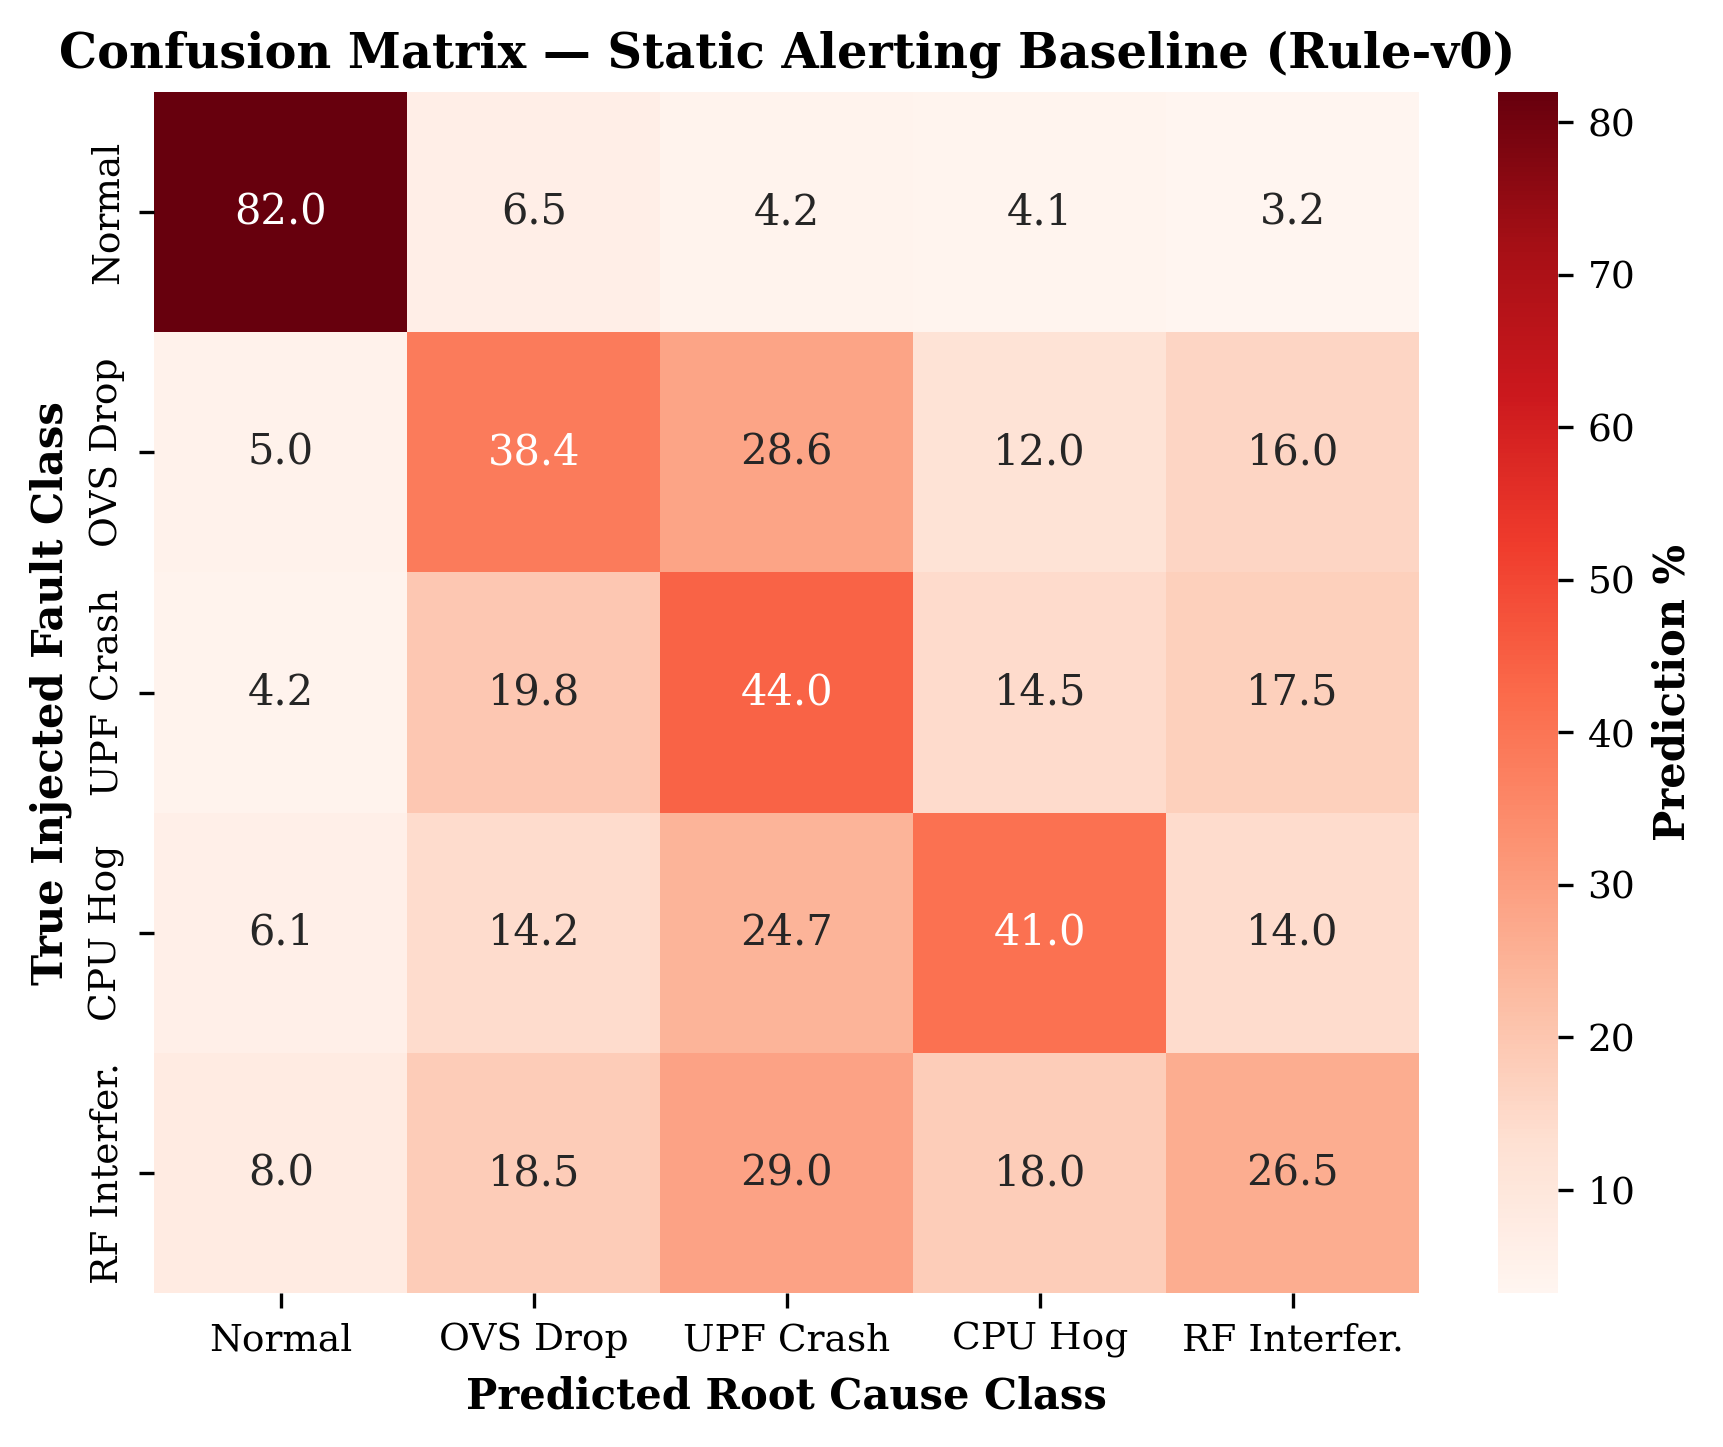 Confusion Matrix — Static Alerting Baseline (Rule-v0)
True Injected Fault Class
Normal
82.0 6.5 4.2 4.1 3.2
OVS Drop
5.0 38.4 28.6 12.0 16.0
UPF Crash
4.2 19.8 44.0 14.5 17.5
CPU Hog
6.1 14.2 24.7 41.0 14.0
RF Interfer.
8.0 18.5 29.0 18.0 26.5
Normal OVS Drop UPF Crash CPU Hog RF Interfer.
Predicted Root Cause Class
80
70
60
50
40
30
20
10
Prediction %